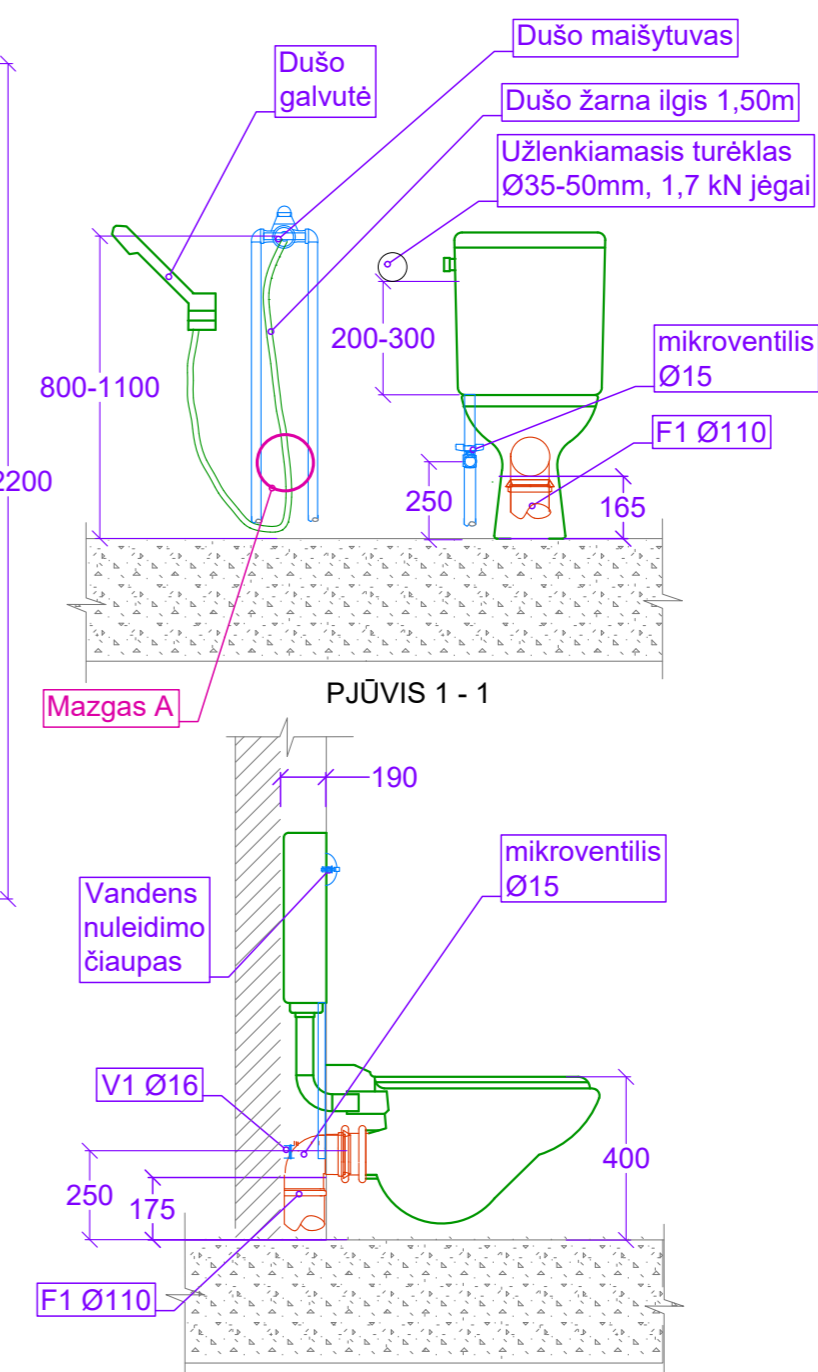 Dušo maišytuvas
Dušo
galvutė
Dušo žarna ilgis 1,50m
Užlenkiamasis turėklas
Ø35-50mm, 1,7 kN jėgai
200-300
mikroventilis
Ø15
800-1100
F1 Ø110
2200
250
165
Mazgas A
PJŪVIS 1 - 1
190
mikroventilis
Ø15
Vandens
nuleidimo
čiaupas
V1 Ø16
400
250
175
F1 Ø110